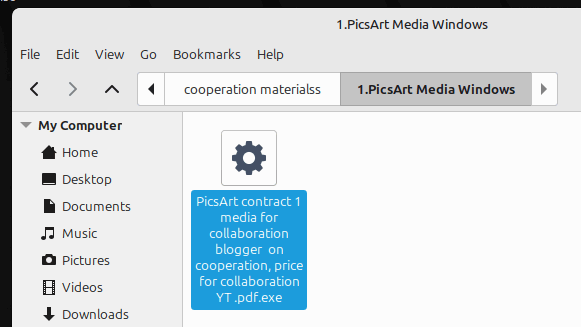 1.PicsArt Media Windows
File Edit View Go Bookmarks Help
cooperation materialss 1.PicsArt Media Windows
My Computer
Home
Desktop
Documents
Music
Pictures
Videos
Downloads
PicsArt contract 1
media for
collaboration
blogger on
cooperation, price
for collaboration
YT .pdf.exe